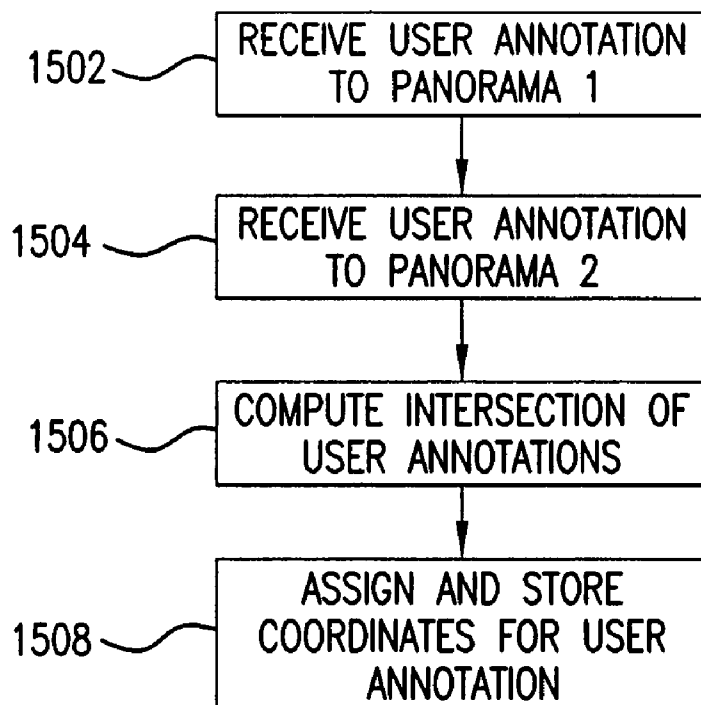 1502
RECEIVE USER ANNOTATION
TO PANORAMA 1
1504
RECEIVE USER ANNOTATION
TO PANORAMA 2
1506
COMPUTE INTERSECTION OF
USER ANNOTATIONS
1508
ASSIGN AND STORE
COORDINATES FOR USER
ANNOTATION